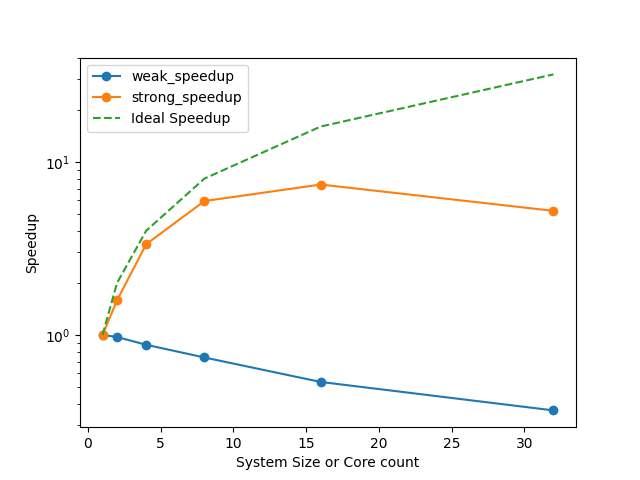 weak_speedup
strong_speedup
Ideal Speedup
10¹
10⁰
Speedup
0 5 10 15 20 25 30
System Size or Core count